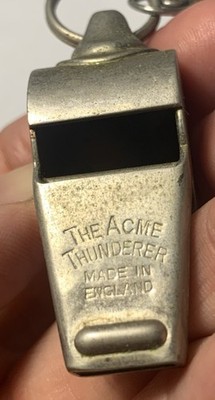 THE ACME
THUNDERER
MADE IN
ENGLAND